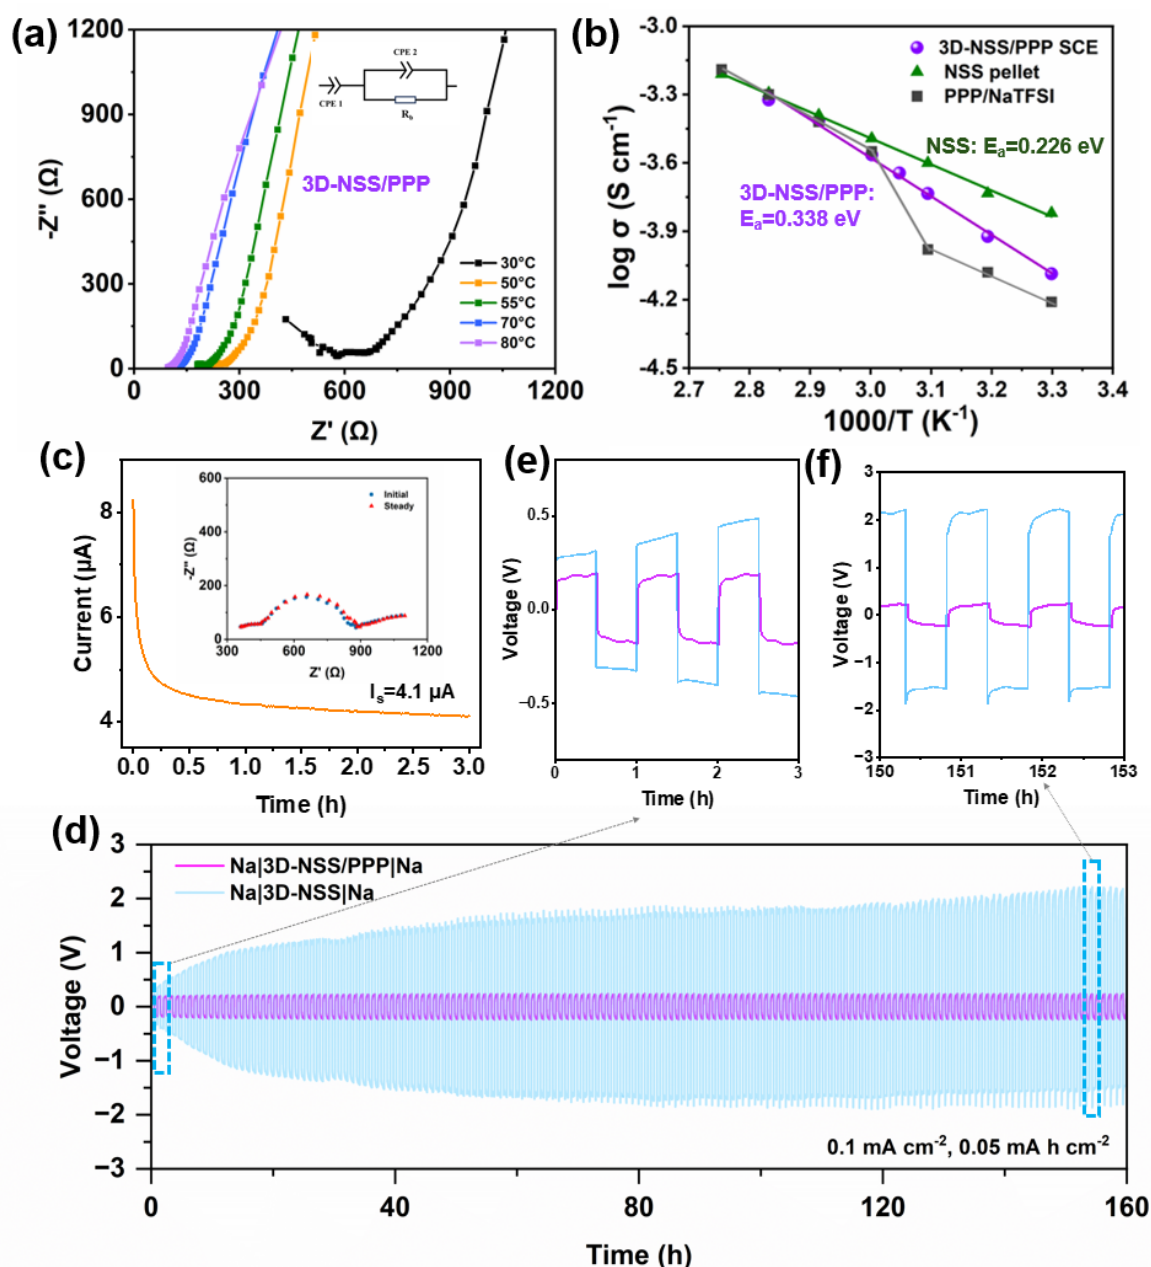 (a)
1200
900
600
300
0
-Z'' (Ω)
CPE 2
CPE 1
R_b
3D-NSS/PPP
30°C
50°C
55°C
70°C
80°C
0 300 600 900 1200
Z' (Ω)
(b)
-3.0
-3.3
-3.6
-3.9
-4.2
-4.5
log σ (S cm⁻¹)
3D-NSS/PPP SCE
NSS pellet
PPP/NaTFSI
NSS: Eₐ=0.226 eV
3D-NSS/PPP:
Eₐ=0.338 eV
2.7 2.8 2.9 3.0 3.1 3.2 3.3 3.4
1000/T (K⁻¹)
(c)
8
6
4
Current (μA)
600
400
200
0
-Z'' (Ω)
Initial
Steady
300 600 900 1200
Z' (Ω)
Iₛ=4.1 μA
0.0 0.5 1.0 1.5 2.0 2.5 3.0
Time (h)
(e)
0.5
0.0
−0.5
Voltage (V)
0 1 2 3
Time (h)
(f)
3
2
1
0
−1
−2
−3
Voltage (V)
150 151 152 153
Time (h)
(d)
3
2
1
0
−1
−2
−3
Voltage (V)
Na|3D-NSS/PPP|Na
Na|3D-NSS|Na
0.1 mA cm⁻², 0.05 mA h cm⁻²
0 40 80 120 160
Time (h)